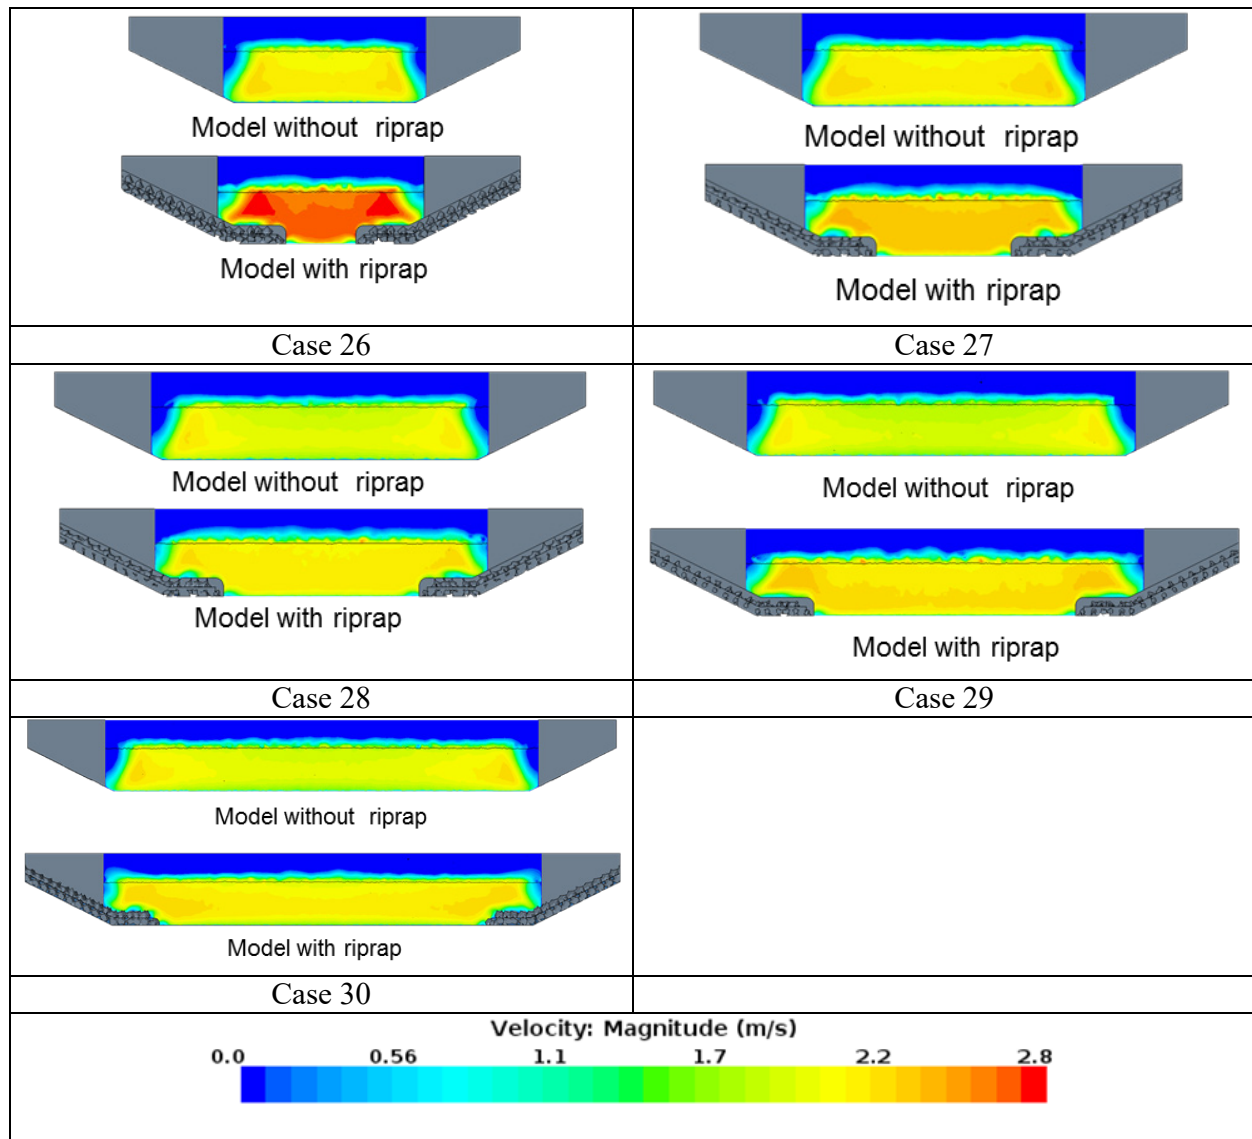 Model without riprap
Model with riprap
Case 26
Model without riprap
Model with riprap
Case 27
Model without riprap
Model with riprap
Case 28
Model without riprap
Model with riprap
Case 29
Model without riprap
Model with riprap
Case 30
Velocity: Magnitude (m/s)
0.0 0.56 1.1 1.7 2.2 2.8